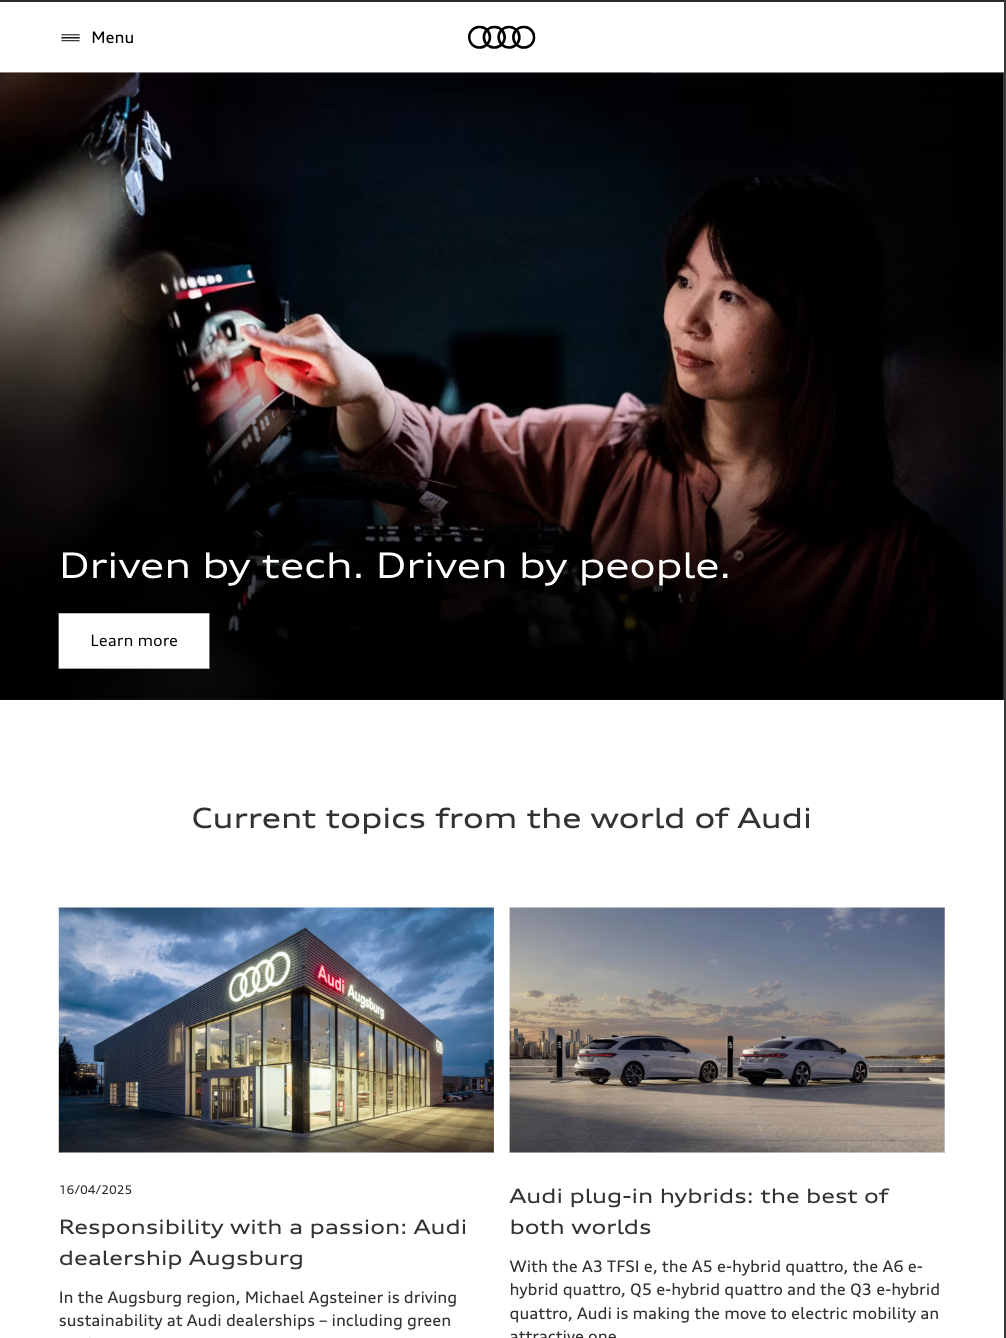 Menu
Driven by tech. Driven by people.
Learn more
Current topics from the world of Audi
Audi Augsburg
16/04/2025
Responsibility with a passion: Audi
dealership Augsburg
In the Augsburg region, Michael Agsteiner is driving
sustainability at Audi dealerships – including green
Audi plug-in hybrids: the best of
both worlds
With the A3 TFSI e, the A5 e-hybrid quattro, the A6 e-
hybrid quattro, Q5 e-hybrid quattro and the Q3 e-hybrid
quattro, Audi is making the move to electric mobility an
attractive one